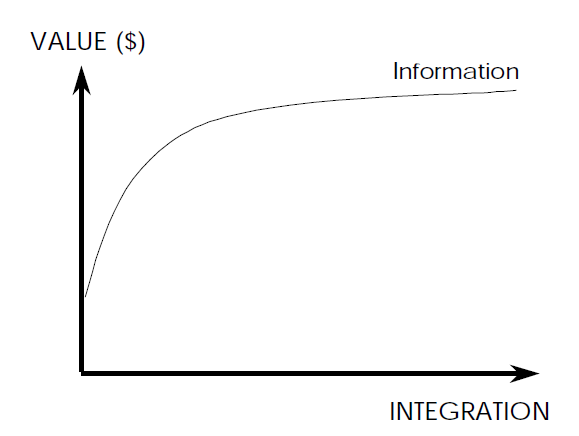 VALUE ($)
Information
INTEGRATION